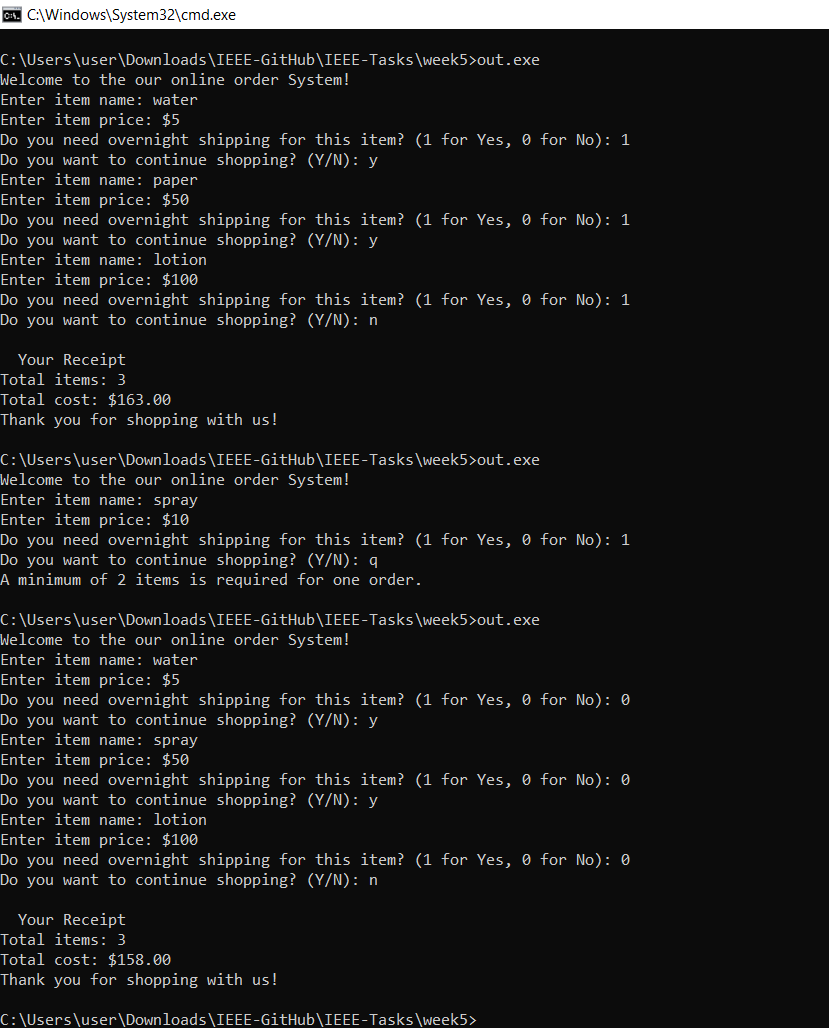 C:\Windows\System32\cmd.exe
C:\Users\user\Downloads\IEEE-GitHub\IEEE-Tasks\week5>out.exe
Welcome to the our online order System!
Enter item name: water
Enter item price: $5
Do you need overnight shipping for this item? (1 for Yes, 0 for No): 1
Do you want to continue shopping? (Y/N): y
Enter item name: paper
Enter item price: $50
Do you need overnight shipping for this item? (1 for Yes, 0 for No): 1
Do you want to continue shopping? (Y/N): y
Enter item name: lotion
Enter item price: $100
Do you need overnight shipping for this item? (1 for Yes, 0 for No): 1
Do you want to continue shopping? (Y/N): n
Your Receipt
Total items: 3
Total cost: $163.00
Thank you for shopping with us!
C:\Users\user\Downloads\IEEE-GitHub\IEEE-Tasks\week5>out.exe
Welcome to the our online order System!
Enter item name: spray
Enter item price: $10
Do you need overnight shipping for this item? (1 for Yes, 0 for No): 1
Do you want to continue shopping? (Y/N): q
A minimum of 2 items is required for one order.
C:\Users\user\Downloads\IEEE-GitHub\IEEE-Tasks\week5>out.exe
Welcome to the our online order System!
Enter item name: water
Enter item price: $5
Do you need overnight shipping for this item? (1 for Yes, 0 for No): 0
Do you want to continue shopping? (Y/N): y
Enter item name: spray
Enter item price: $50
Do you need overnight shipping for this item? (1 for Yes, 0 for No): 0
Do you want to continue shopping? (Y/N): y
Enter item name: lotion
Enter item price: $100
Do you need overnight shipping for this item? (1 for Yes, 0 for No): 0
Do you want to continue shopping? (Y/N): n
Your Receipt
Total items: 3
Total cost: $158.00
Thank you for shopping with us!
C:\Users\user\Downloads\IEEE-GitHub\IEEE-Tasks\week5>